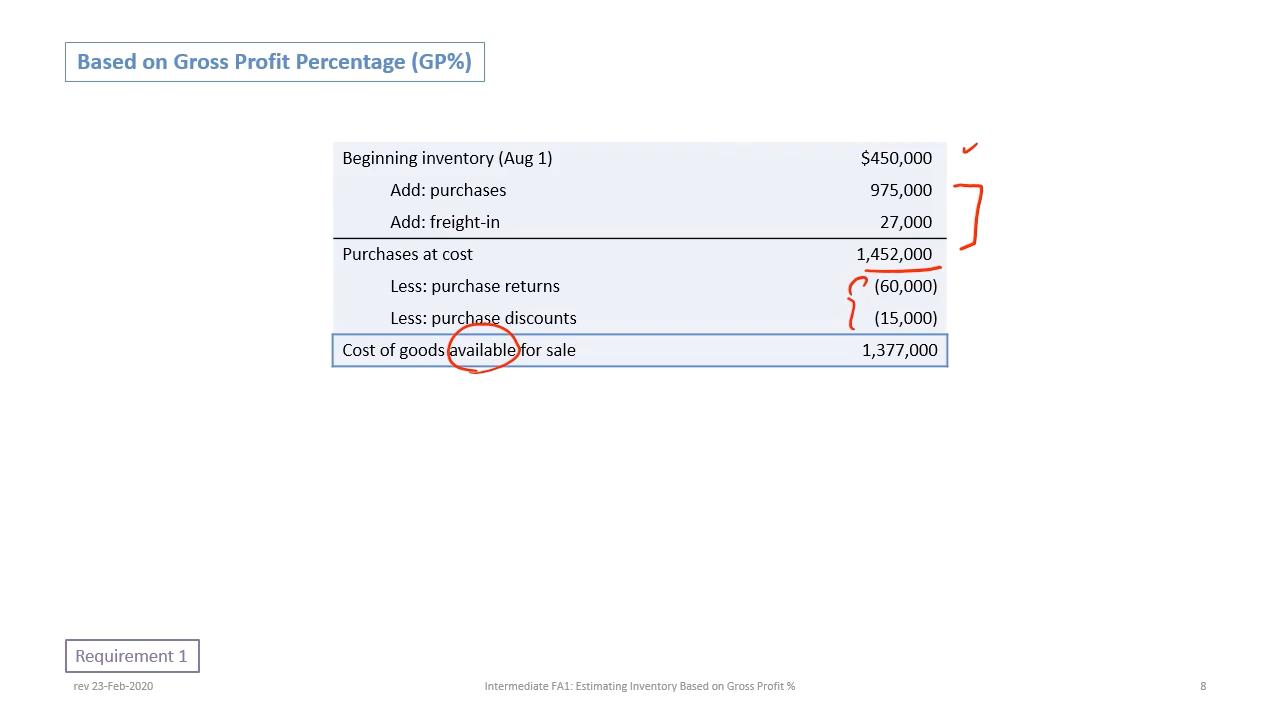 Based on Gross Profit Percentage (GP%)
Beginning inventory (Aug 1) $450,000
Add: purchases 975,000
Add: freight-in 27,000
Purchases at cost 1,452,000
Less: purchase returns (60,000)
Less: purchase discounts (15,000)
Cost of goods available for sale 1,377,000
Requirement 1
rev 23-Feb-2020 Intermediate FA1: Estimating Inventory Based on Gross Profit % 8